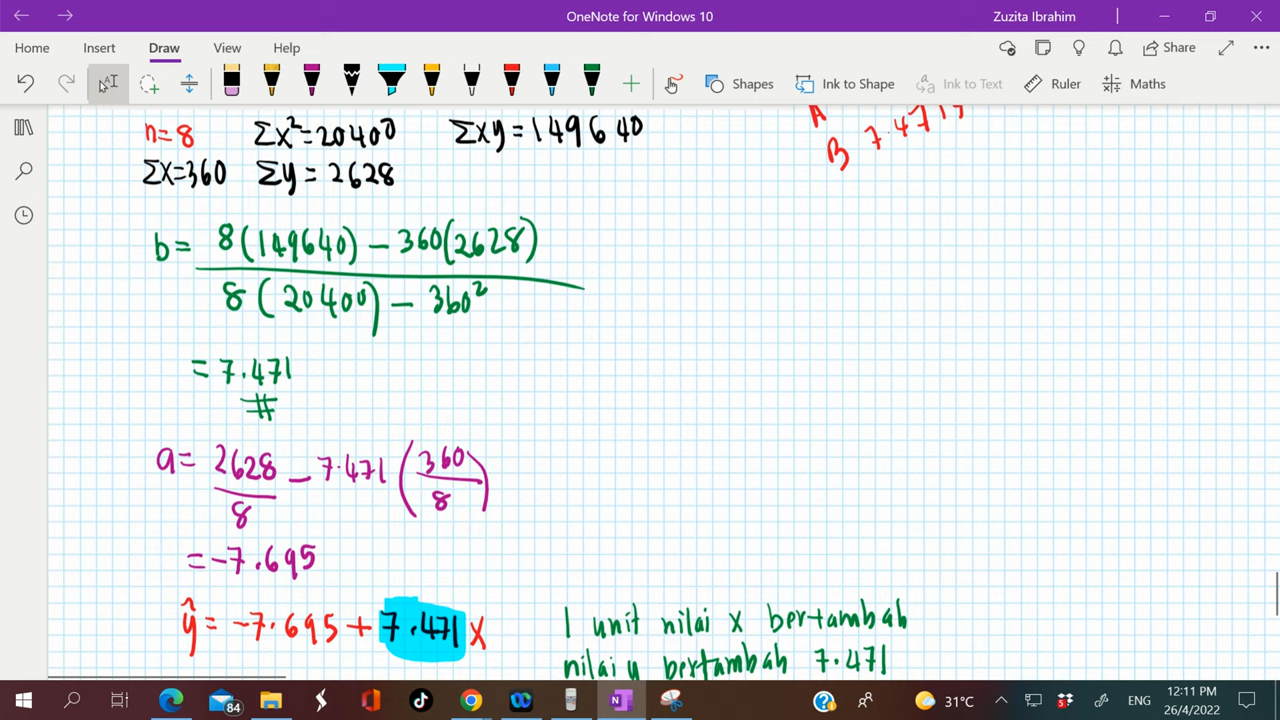 OneNote for Windows 10
Zuzita Ibrahim
Home Insert Draw View Help
Share
Shapes Ink to Shape Ink to Text Ruler Maths
A
B 7.471
n=8 Σx²=20400 Σxy=149640
Σx=360 Σy=2628
b= 8(149640) - 360(2628)
8(20400) - 360²
= 7.471
#
a= 2628 - 7.471 (360
8 8)
=-7.695
ŷ= -7.695 + 7.471 x
1 unit nilai x bertambah
nilai y bertambah 7.471
84
31°C
ENG
12:11 PM
26/4/2022